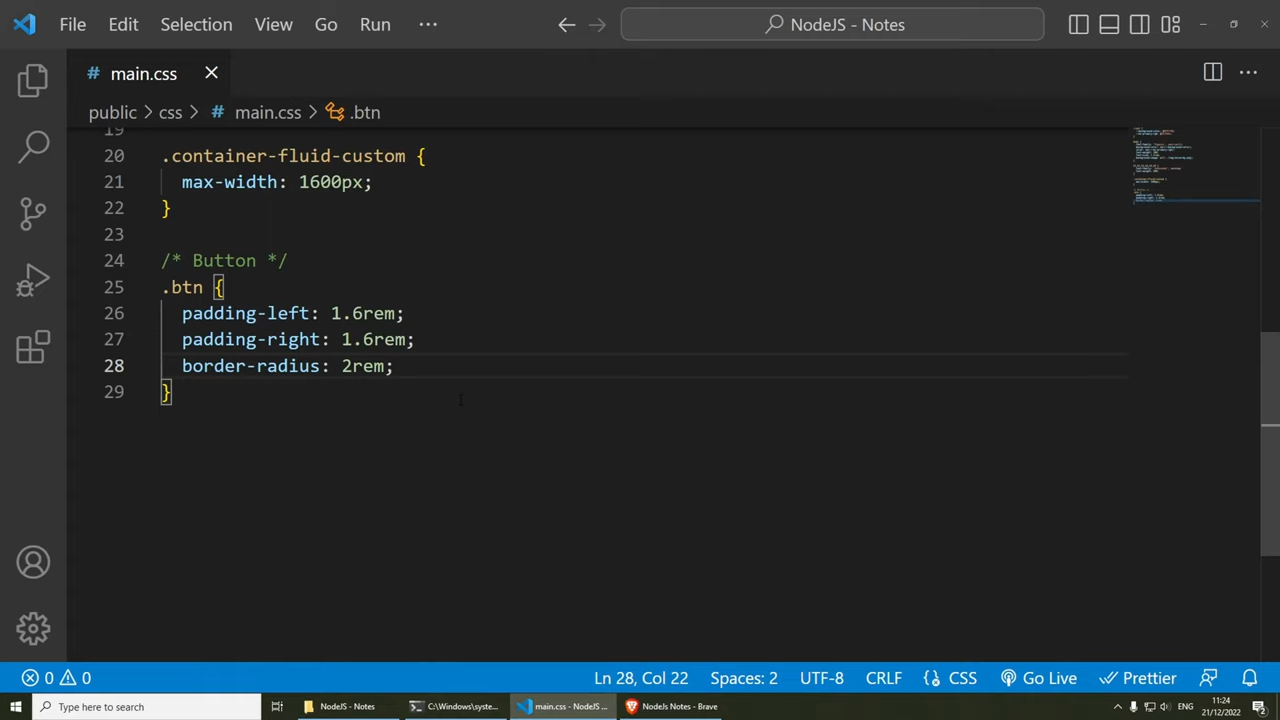 File Edit Selection View Go Run ··· NodeJS - Notes
# main.css
public > css > # main.css > .btn
19
20 .container-fluid-custom {
21 max-width: 1600px;
22 }
23
24 /* Button */
25 .btn {
26 padding-left: 1.6rem;
27 padding-right: 1.6rem;
28 border-radius: 2rem;
29 }
0 0 Ln 28, Col 22 Spaces: 2 UTF-8 CRLF {} CSS Go Live Prettier
Type here to search NodeJS - Notes C:\Windows\syste... main.css - NodeJS ... NodeJs Notes - Brave ENG 11:24
21/12/2022 2